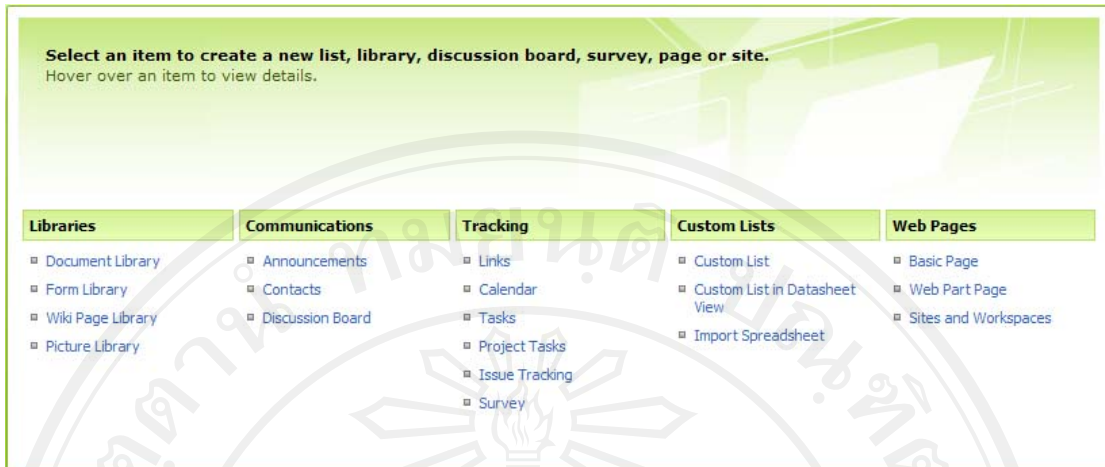 Select an item to create a new list, library, discussion board, survey, page or site.
Hover over an item to view details.
Libraries
Document Library
Form Library
Wiki Page Library
Picture Library
Communications
Announcements
Contacts
Discussion Board
Tracking
Links
Calendar
Tasks
Project Tasks
Issue Tracking
Survey
Custom Lists
Custom List
Custom List in Datasheet
View
Import Spreadsheet
Web Pages
Basic Page
Web Part Page
Sites and Workspaces